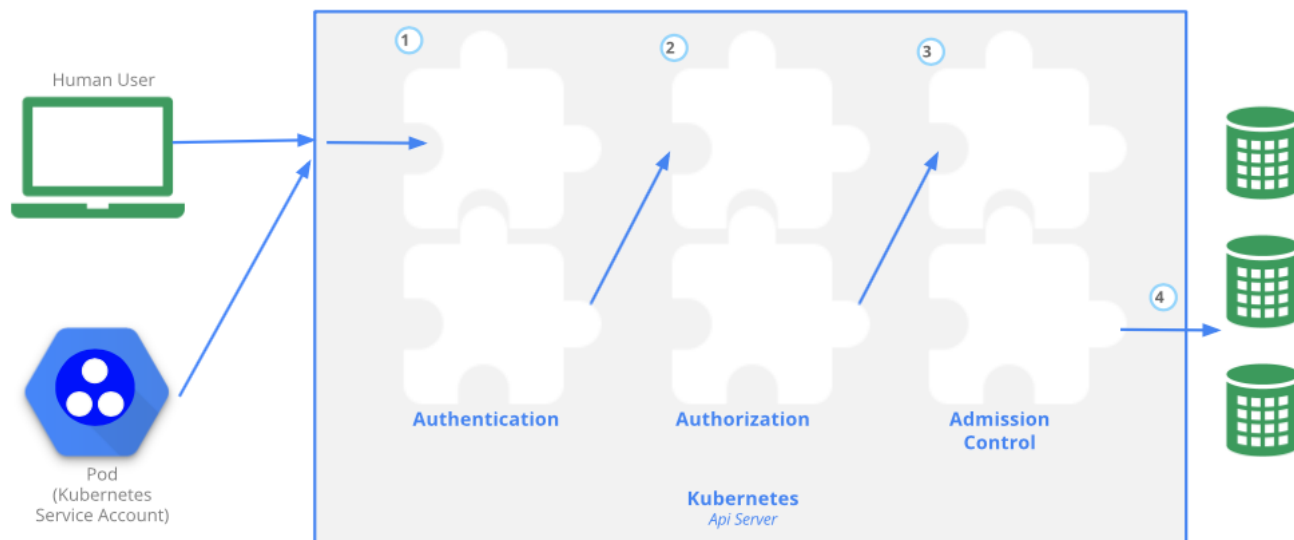 Human User
Pod
(Kubernetes
Service Account)
1
2
3
4
Authentication
Authorization
Admission
Control
Kubernetes
Api Server